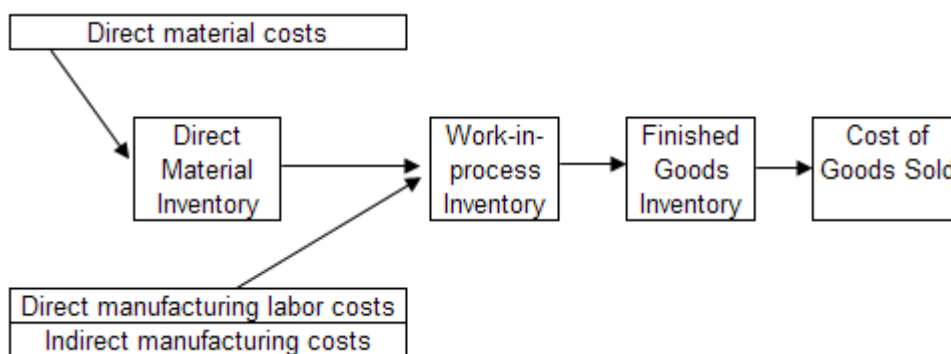 Direct material costs
Direct
Material
Inventory
Work-in-
process
Inventory
Finished
Goods
Inventory
Cost of
Goods Sold
Direct manufacturing labor costs
Indirect manufacturing costs